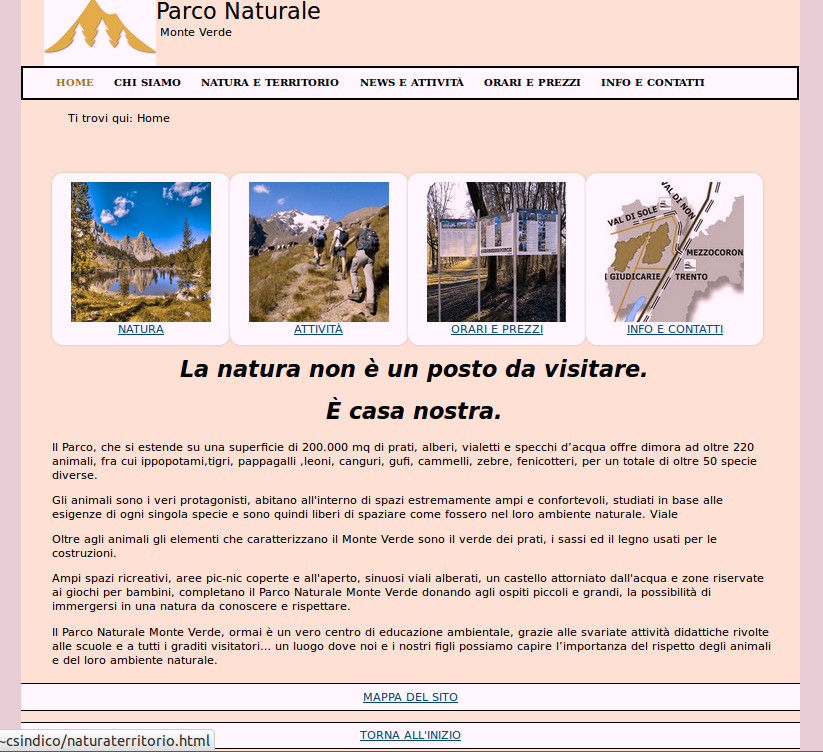 Parco Naturale
Monte Verde
HOME CHI SIAMO NATURA E TERRITORIO NEWS E ATTIVITÀ ORARI E PREZZI INFO E CONTATTI
Ti trovi qui: Home
VAL DI SOLE
VAL DI NON
MEZZOCORON
I GIUDICARIE
TRENTO
NATURA ATTIVITÀ ORARI E PREZZI INFO E CONTATTI
La natura non è un posto da visitare.
È casa nostra.
Il Parco, che si estende su una superficie di 200.000 mq di prati, alberi, vialetti e specchi d’acqua offre dimora ad oltre 220
animali, fra cui ippopotami,tigri, pappagalli ,leoni, canguri, gufi, cammelli, zebre, fenicotteri, per un totale di oltre 50 specie
diverse.
Gli animali sono i veri protagonisti, abitano all'interno di spazi estremamente ampi e confortevoli, studiati in base alle
esigenze di ogni singola specie e sono quindi liberi di spaziare come fossero nel loro ambiente naturale. Viale
Oltre agli animali gli elementi che caratterizzano il Monte Verde sono il verde dei prati, i sassi ed il legno usati per le
costruzioni.
Ampi spazi ricreativi, aree pic-nic coperte e all'aperto, sinuosi viali alberati, un castello attorniato dall'acqua e zone riservate
ai giochi per bambini, completano il Parco Naturale Monte Verde donando agli ospiti piccoli e grandi, la possibilità di
immergersi in una natura da conoscere e rispettare.
Il Parco Naturale Monte Verde, ormai è un vero centro di educazione ambientale, grazie alle svariate attività didattiche rivolte
alle scuole e a tutti i graditi visitatori... un luogo dove noi e i nostri figli possiamo capire l’importanza del rispetto degli animali
e del loro ambiente naturale.
MAPPA DEL SITO
TORNA ALL'INIZIO
~csindico/naturaterritorio.html